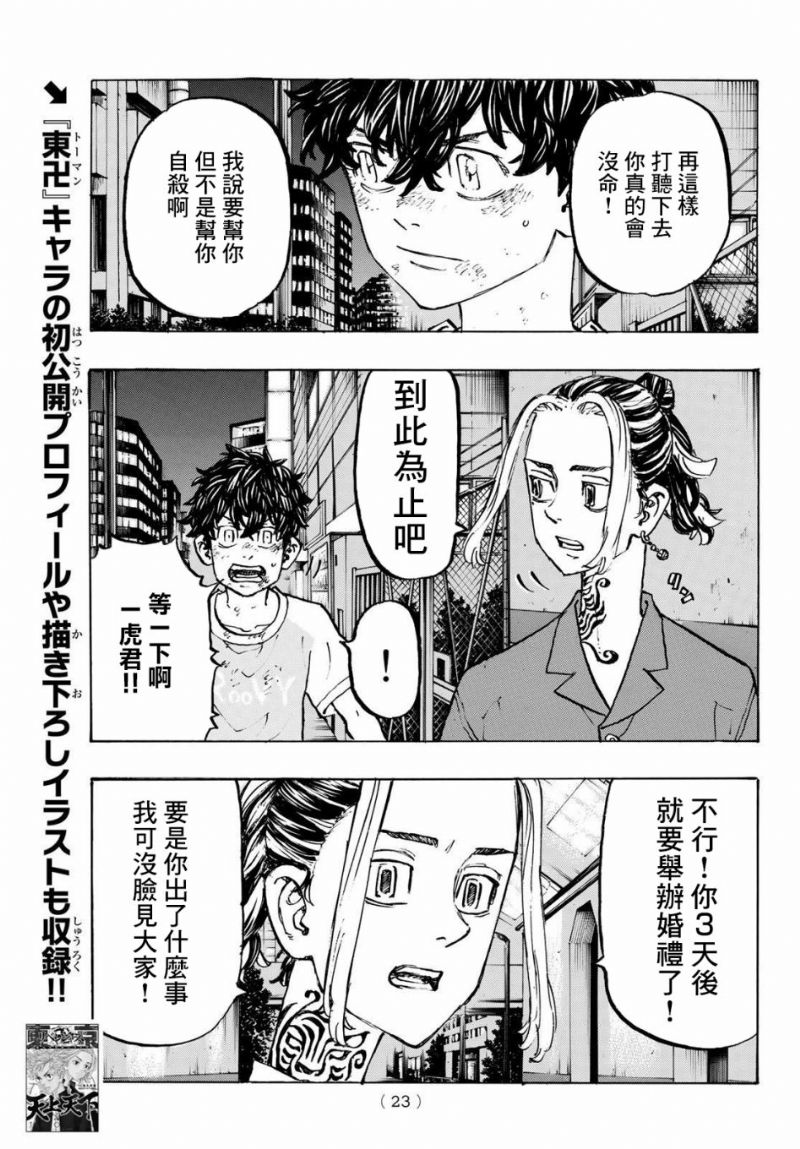 再這樣
打聽下去
你真的會
沒命！
我說要幫你
但不是幫你
自殺啊
到此為止吧
！
等一下啊
一虎君!!
ROOVY
不行！你3天後
就要舉辦婚禮了！
要是你出了什麼事
我可沒臉見大家！
『東卍』キャラの初公開プロフィールや描き下ろしイラストも収録!!
トーマン
はつこうかい
か
お
しゅうろく
天上天下
（23）